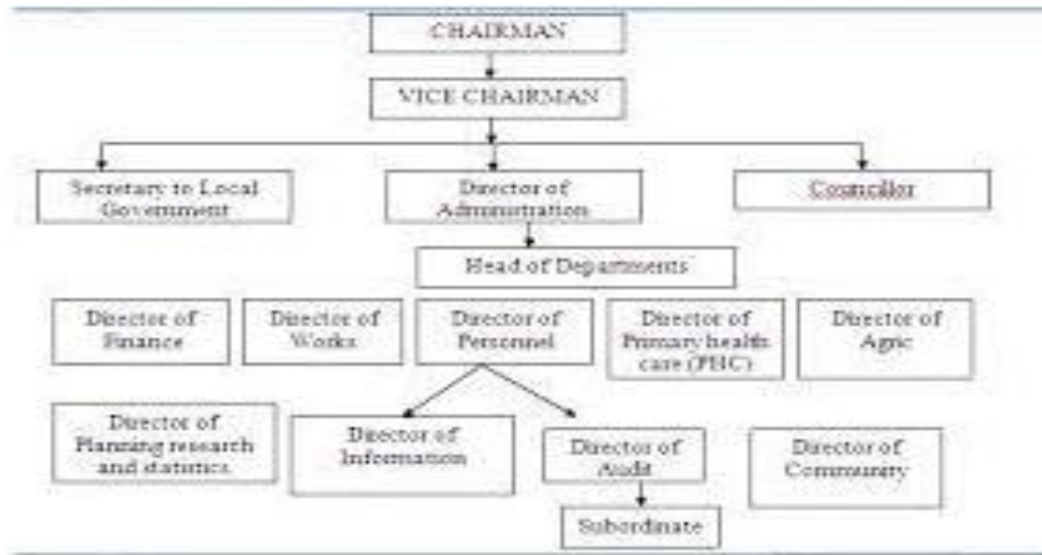 CHAIRMAN
VICE CHAIRMAN
Secretary to Local
Government
Director of
Administration
Councillor
Head of Departments
Director of
Finance
Director of
Works
Director of
Personnel
Director of
Primary health
care (PHC)
Director of
Agric
Director of
Planning research
and statistics
Director of
Information
Director of
Audit
Director of
Community
Subordinate